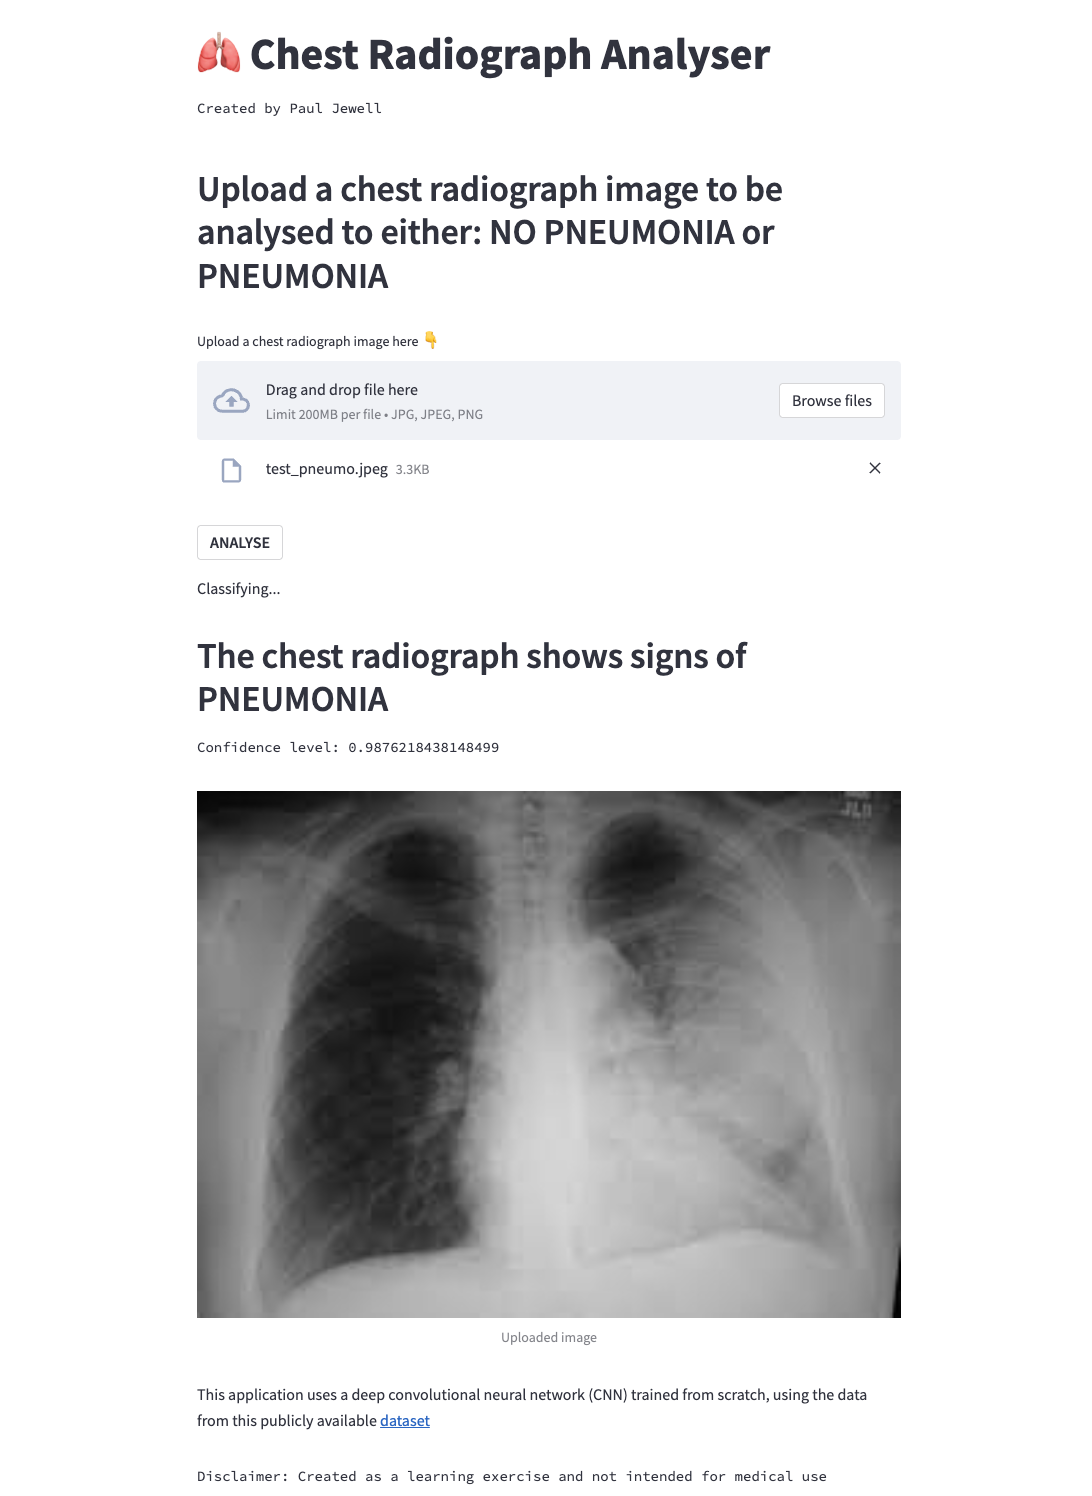 🫁 Chest Radiograph Analyser
Created by Paul Jewell
Upload a chest radiograph image to be
analysed to either: NO PNEUMONIA or
PNEUMONIA
Upload a chest radiograph image here 👇
Drag and drop file here
Limit 200MB per file • JPG, JPEG, PNG
Browse files
test_pneumo.jpeg 3.3KB
ANALYSE
Classifying...
The chest radiograph shows signs of
PNEUMONIA
Confidence level: 0.9876218438148499
Uploaded image
This application uses a deep convolutional neural network (CNN) trained from scratch, using the data
from this publicly available dataset
Disclaimer: Created as a learning exercise and not intended for medical use